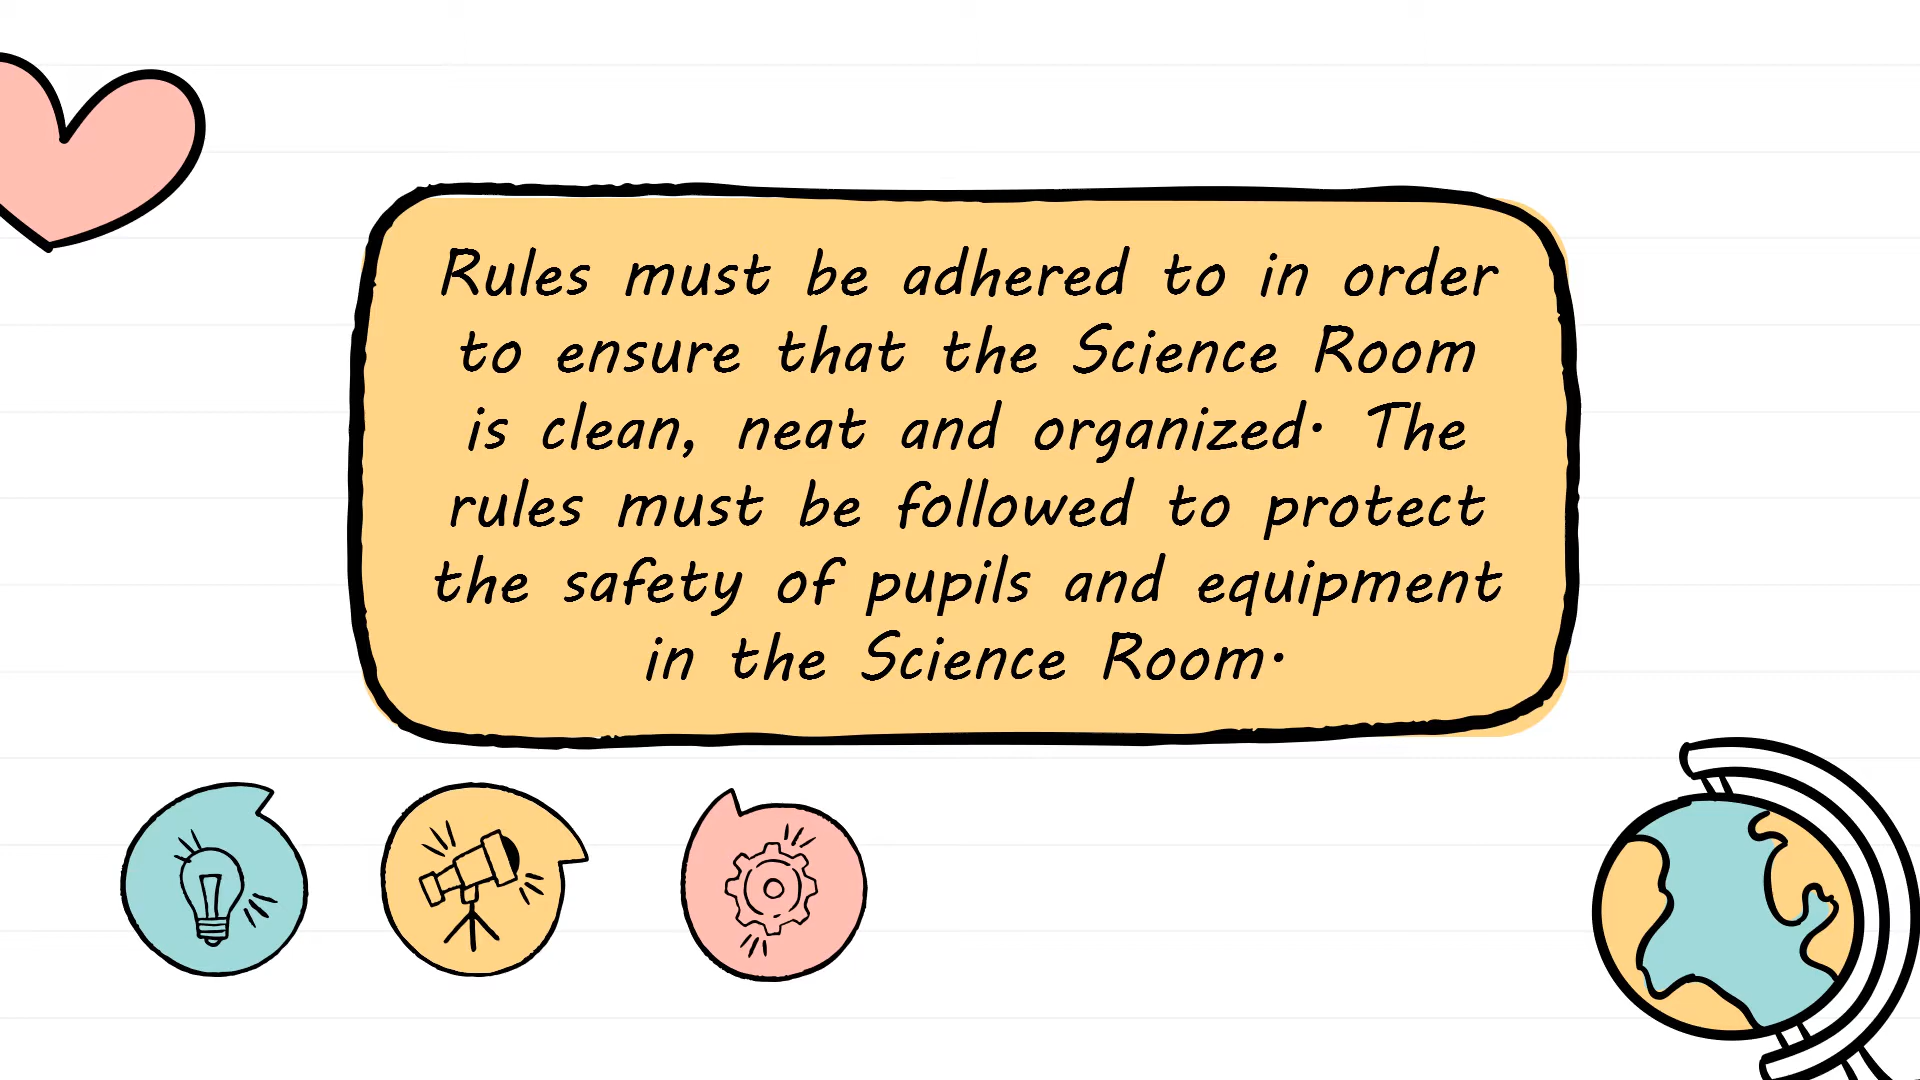 Rules must be adhered to in order
to ensure that the Science Room
is clean, neat and organized. The
rules must be followed to protect
the safety of pupils and equipment
in the Science Room.